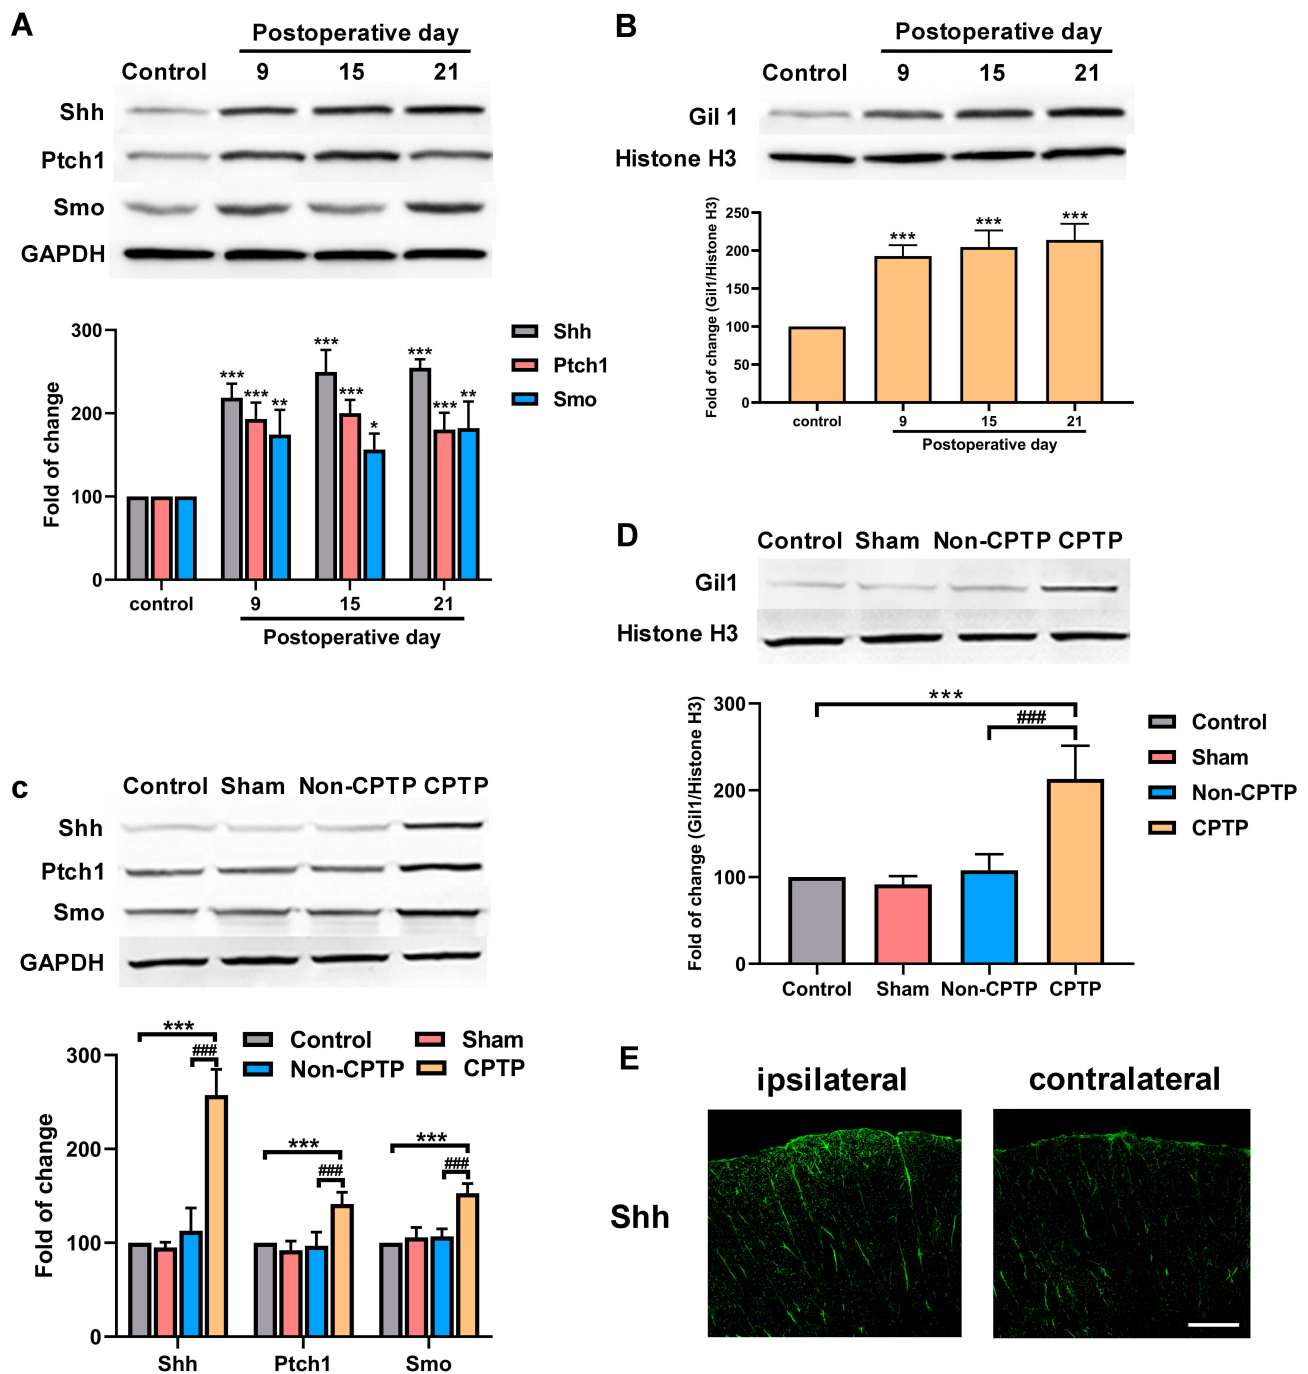 A
Postoperative day
Control 9 15 21
Shh
Ptch1
Smo
GAPDH
Fold of change
300
200
100
0
*** *** **
*** *** *
*** *** **
control 9 15 21
Postoperative day
Shh
Ptch1
Smo
B
Postoperative day
Control 9 15 21
Gil 1
Histone H3
Fold of change (Gil1/Histone H3)
250
200
150
100
50
0
*** *** ***
control 9 15 21
Postoperative day
c
Control Sham Non-CPTP CPTP
Shh
Ptch1
Smo
GAPDH
Control Sham
Non-CPTP CPTP
Fold of change
300
200
100
0
***
###
***
###
***
###
Shh Ptch1 Smo
D
Control Sham Non-CPTP CPTP
Gil1
Histone H3
Fold of change (Gil1/Histone H3)
300
200
100
0
***
###
Control Sham Non-CPTP CPTP
Control
Sham
Non-CPTP
CPTP
E
ipsilateral contralateral
Shh